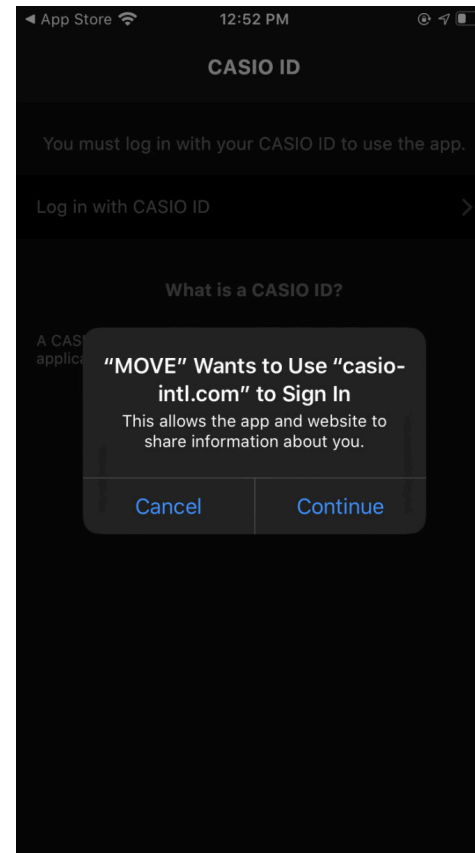 App Store 12:52 PM
CASIO ID
You must log in with your CASIO ID to use the app.
Log in with CASIO ID
What is a CASIO ID?
A CAS
applica
“MOVE” Wants to Use “casio-
intl.com” to Sign In
This allows the app and website to
share information about you.
Cancel Continue